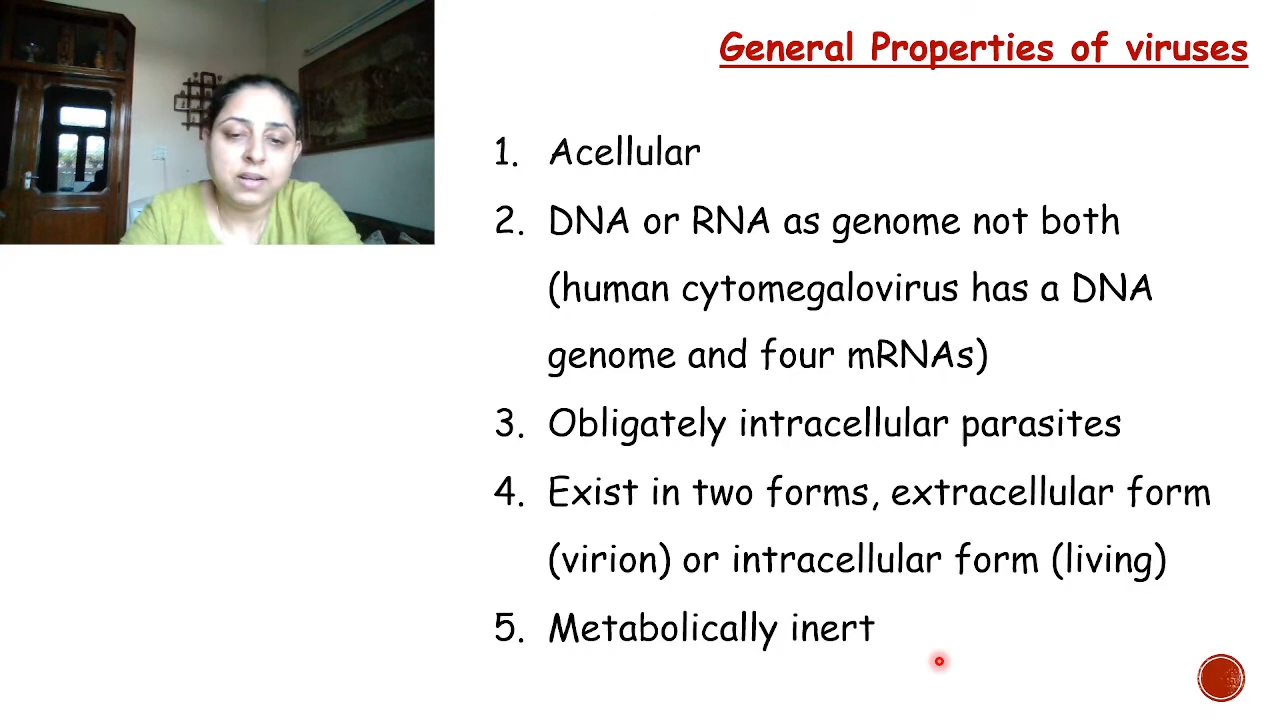 General Properties of viruses
1. Acellular
2. DNA or RNA as genome not both
(human cytomegalovirus has a DNA
genome and four mRNAs)
3. Obligately intracellular parasites
4. Exist in two forms, extracellular form
(virion) or intracellular form (living)
5. Metabolically inert